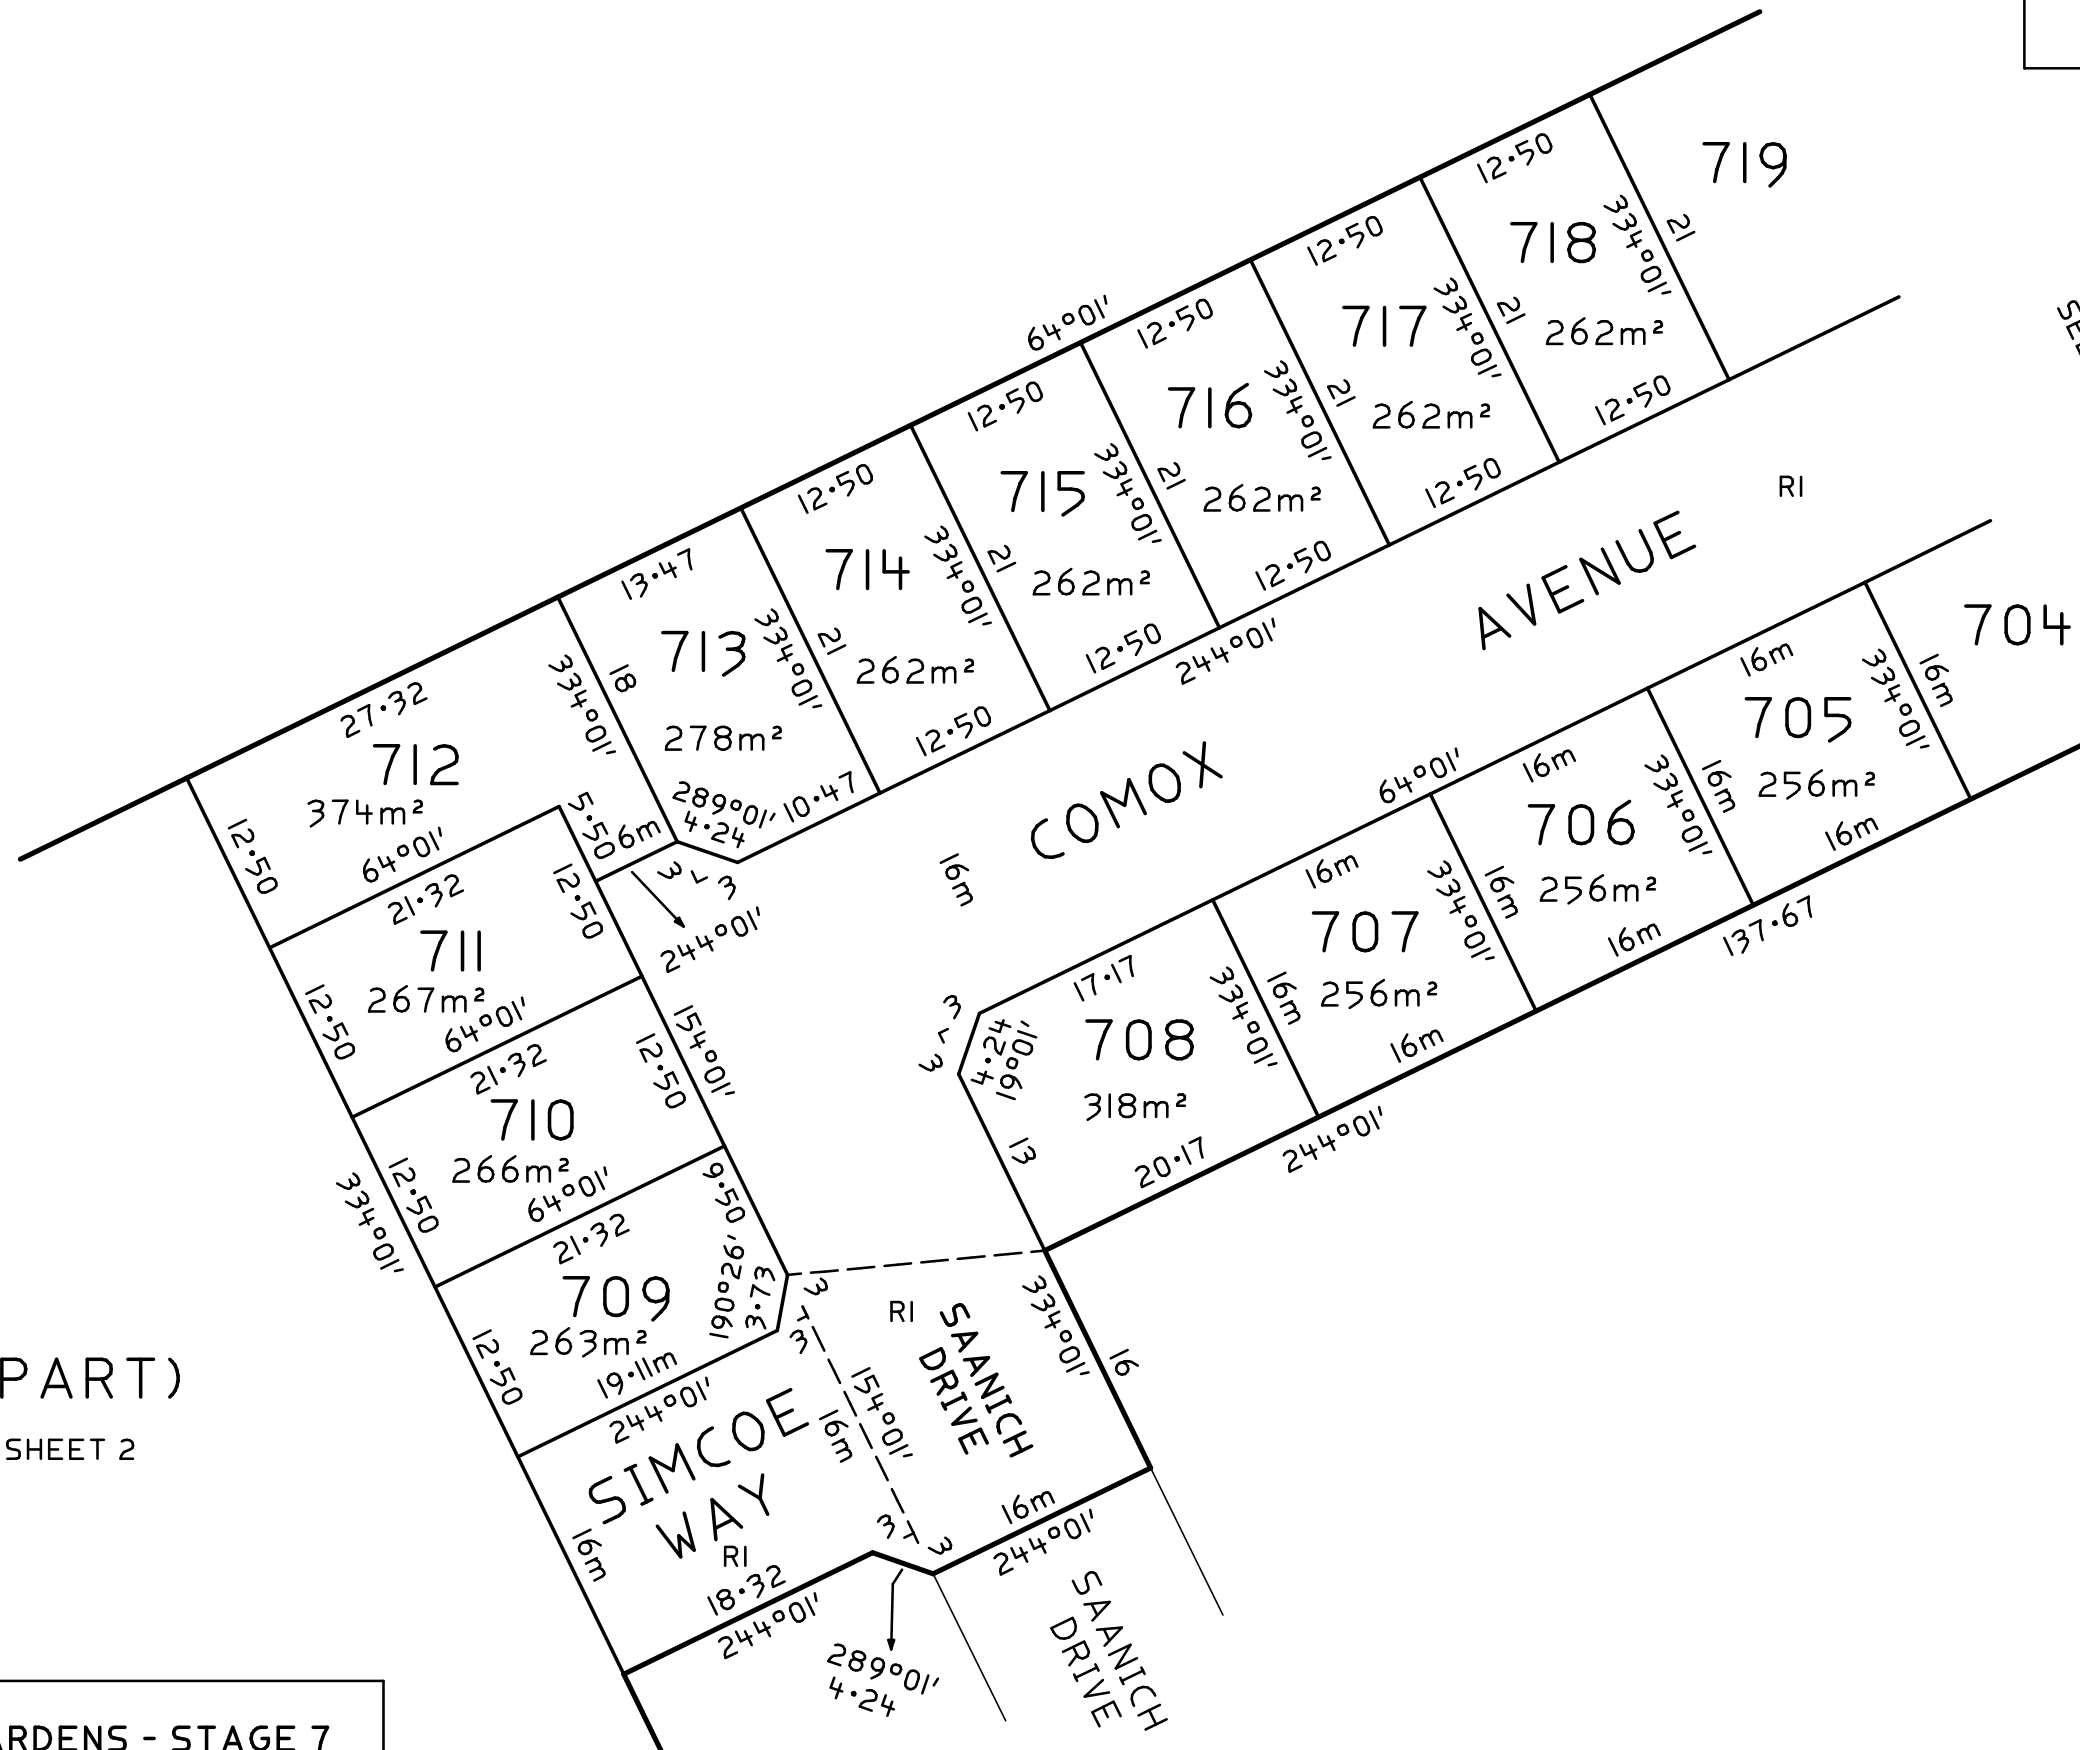 12·50
719
12·50
718
334°01'
21
64°01'
12·50
717
334°01'
21
262m²
12·50
716
334°01'
21
262m²
12·50
12·50
715
334°01'
21
262m²
12·50
RI
13·47
714
334°01'
21
262m²
12·50
AVENUE
27·32
334°01'
18
713
334°01'
21
262m²
12·50
244°01'
704
712
374m²
278m²
12·50
COMOX
64°01'
16m
705
334°01'
16m
256m²
16m
12·50
64°01'
5·50
6m
289°01'
4·24
10·47
3
3
244°01'
16m
16m
706
334°01'
16m
256m²
16m
137·67
21·32
711
267m²
12·50
12·50
16m
707
334°01'
16m
256m²
16m
64°01'
21·32
710
266m²
12·50
12·50
154°01'
3
3
17·17
4·24
19°01'
708
318m²
334°01'
16m
13
20·17
244°01'
334°01'
64°01'
21·32
709
263m²
12·50
9·50
190°26'
3·73
19·11m
244°01'
3
3
RI
SAANICH
DRIVE
334°01'
16
PART)
SHEET 2
SIMCOE
WAY
RI
16m
154°01'
16m
18·32
244°01'
3
3
16m
244°01'
289°01'
4·24
SAANICH
DRIVE
ARDENS - STAGE 7